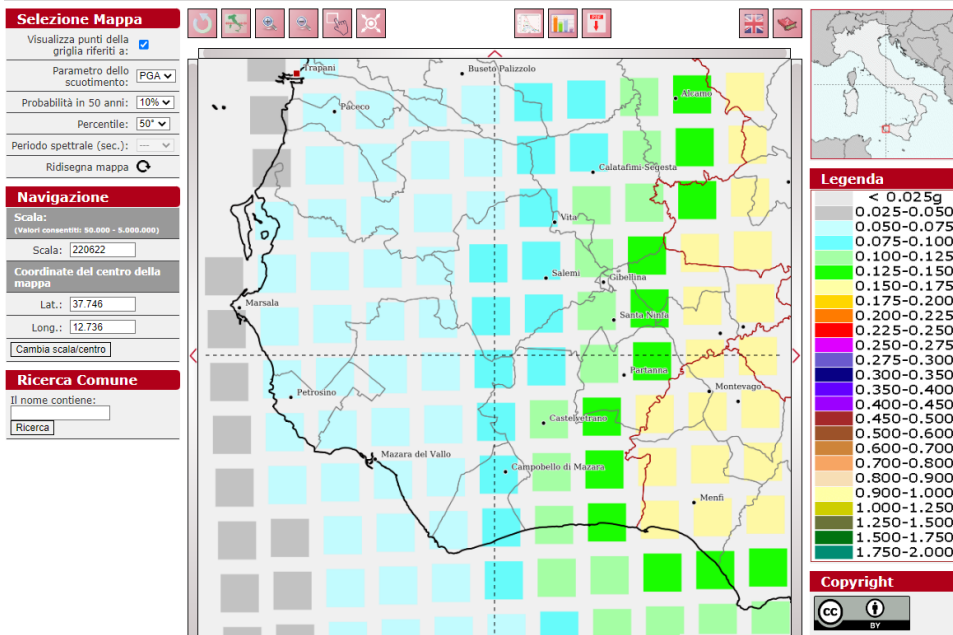 Selezione Mappa
Visualizza punti della
griglia riferiti a:
Parametro dello
scuotimento: PGA
Probabilità in 50 anni: 10%
Percentile: 50°
Periodo spettrale (sec.): ---
Ridisegna mappa
Navigazione
Scala:
(Valori consentiti: 50.000 - 5.000.000)
Scala: 220622
Coordinate del centro della
mappa
Lat.: 37.746
Long.: 12.736
Cambia scala/centro
Ricerca Comune
Il nome contiene:
Ricerca
PDF
Trapani
Buseto Palizzolo
Paceco
Alcamo
Calatafimi-Segesta
Vita
Salemi
Gibellina
Marsala
Santa Ninfa
Partanna
Petrosino
Montevago
Castelvetrano
Mazara del Vallo
Campobello di Mazara
Menfi
Legenda
< 0.025g
0.025-0.050
0.050-0.075
0.075-0.100
0.100-0.125
0.125-0.150
0.150-0.175
0.175-0.200
0.200-0.225
0.225-0.250
0.250-0.275
0.275-0.300
0.300-0.350
0.350-0.400
0.400-0.450
0.450-0.500
0.500-0.600
0.600-0.700
0.700-0.800
0.800-0.900
0.900-1.000
1.000-1.250
1.250-1.500
1.500-1.750
1.750-2.000
Copyright
cc
BY